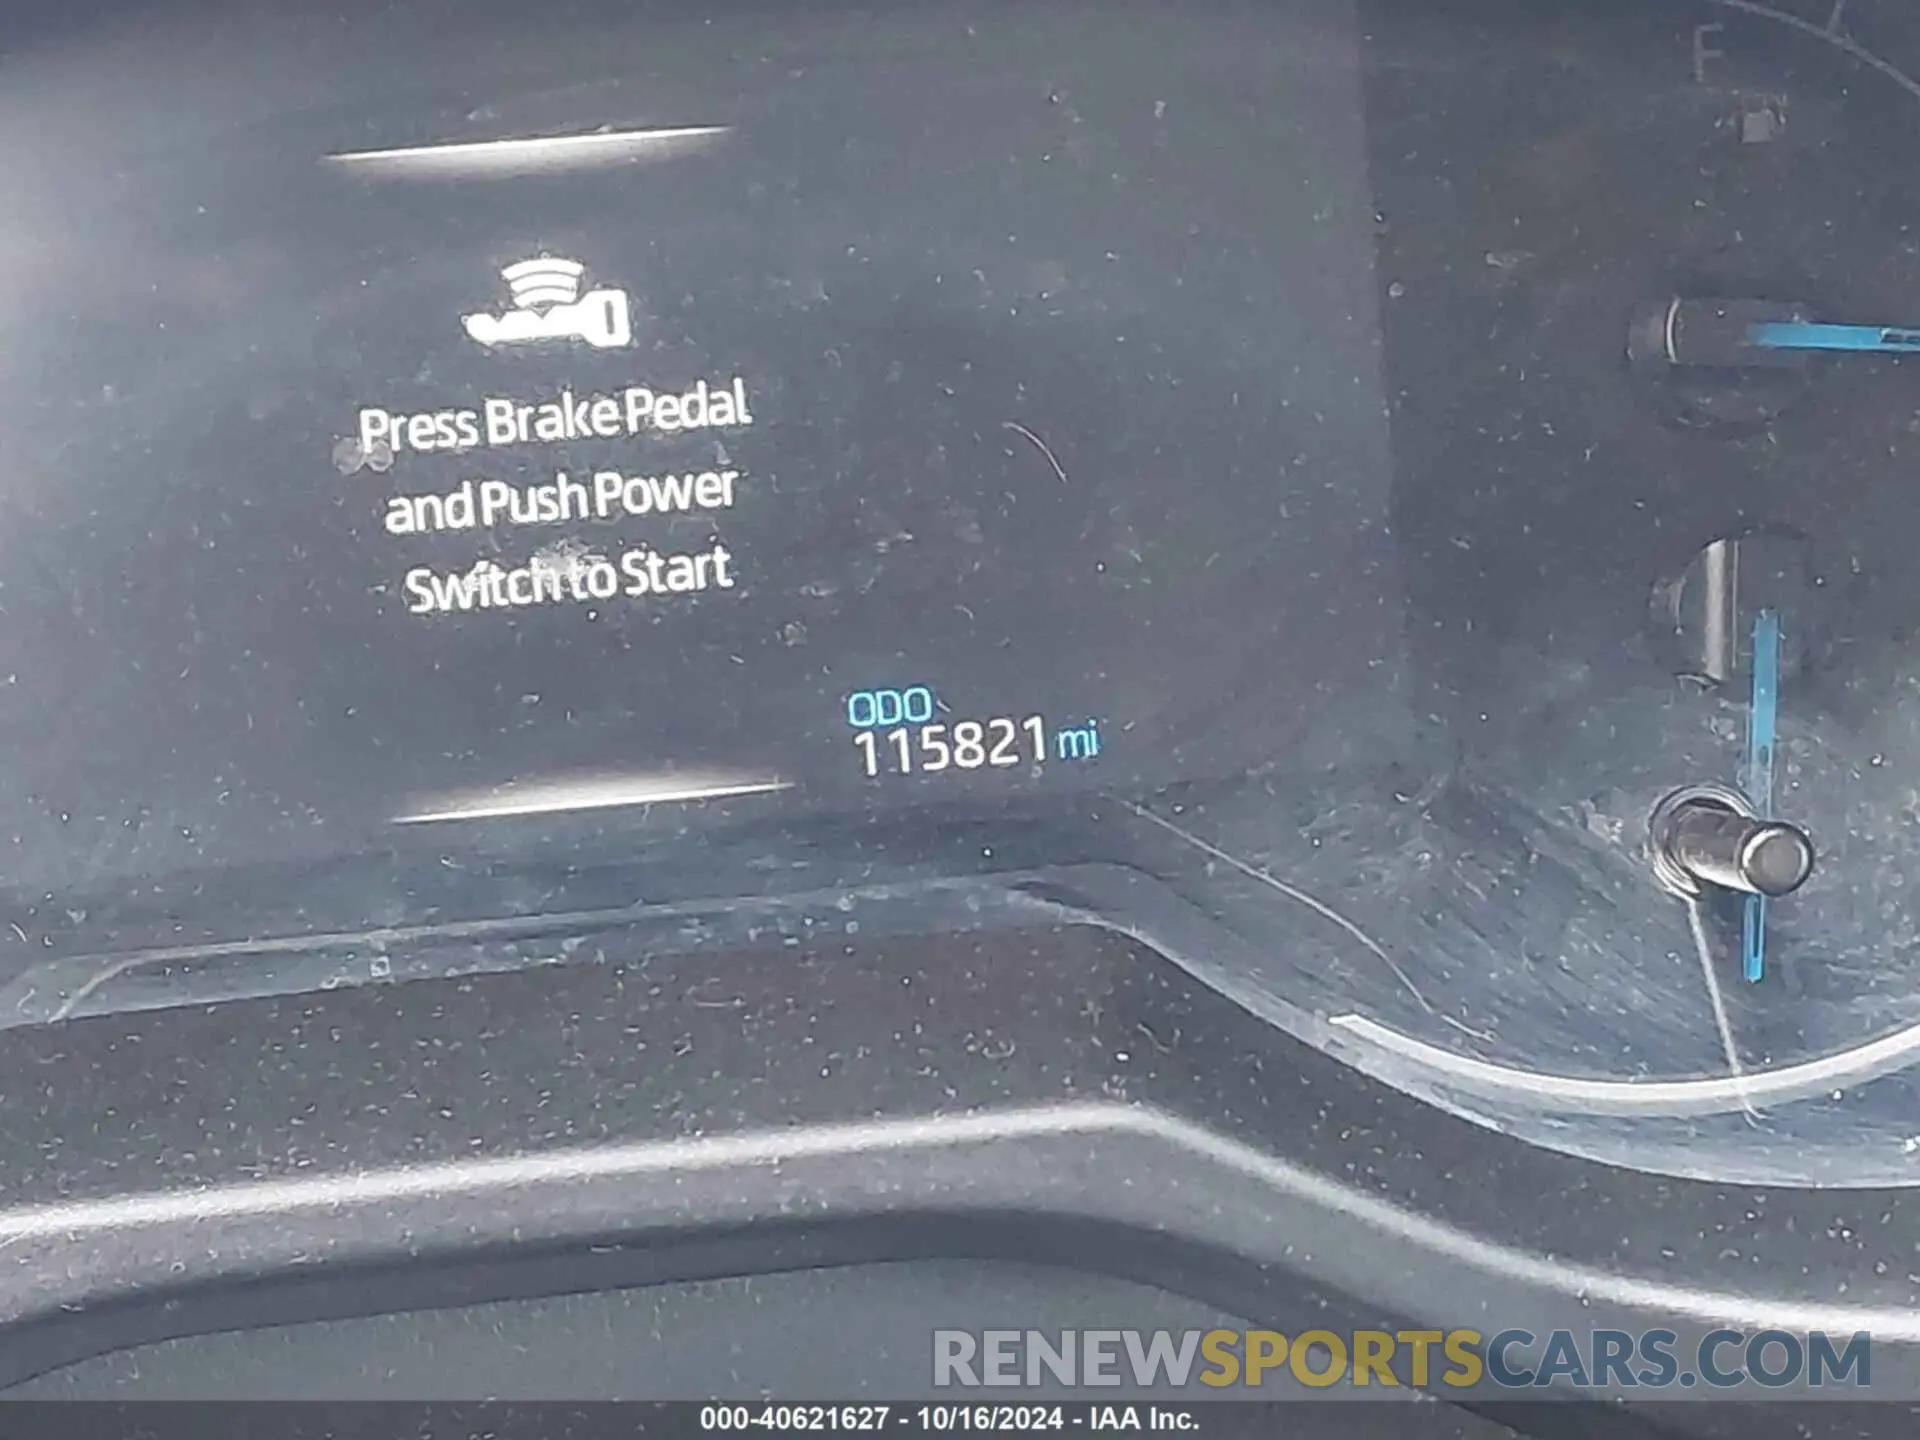 F
Press Brake Pedal
and Push Power
Switch to Start
ODO
115821 mi
RENEWSPORTSCARS.COM
000-40621627 - 10/16/2024 - IAA Inc.